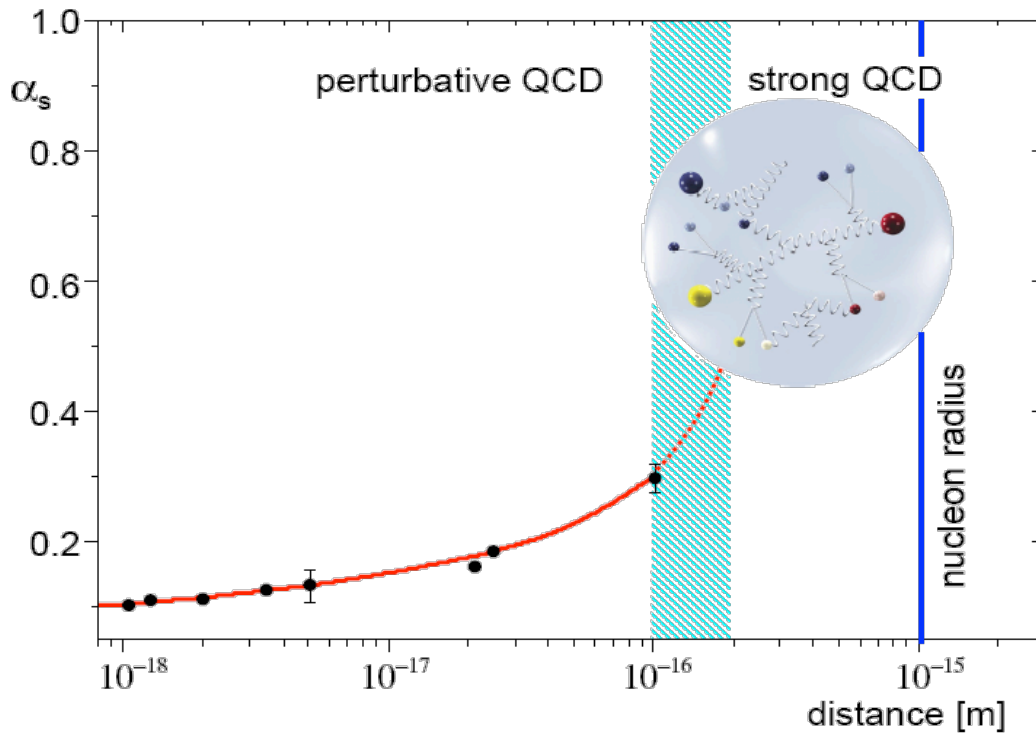 1.0
perturbative QCD
strong QCD
αs
0.8
0.6
0.4
0.2
nucleon radius
10⁻¹⁸
10⁻¹⁷
10⁻¹⁶
10⁻¹⁵
distance [m]